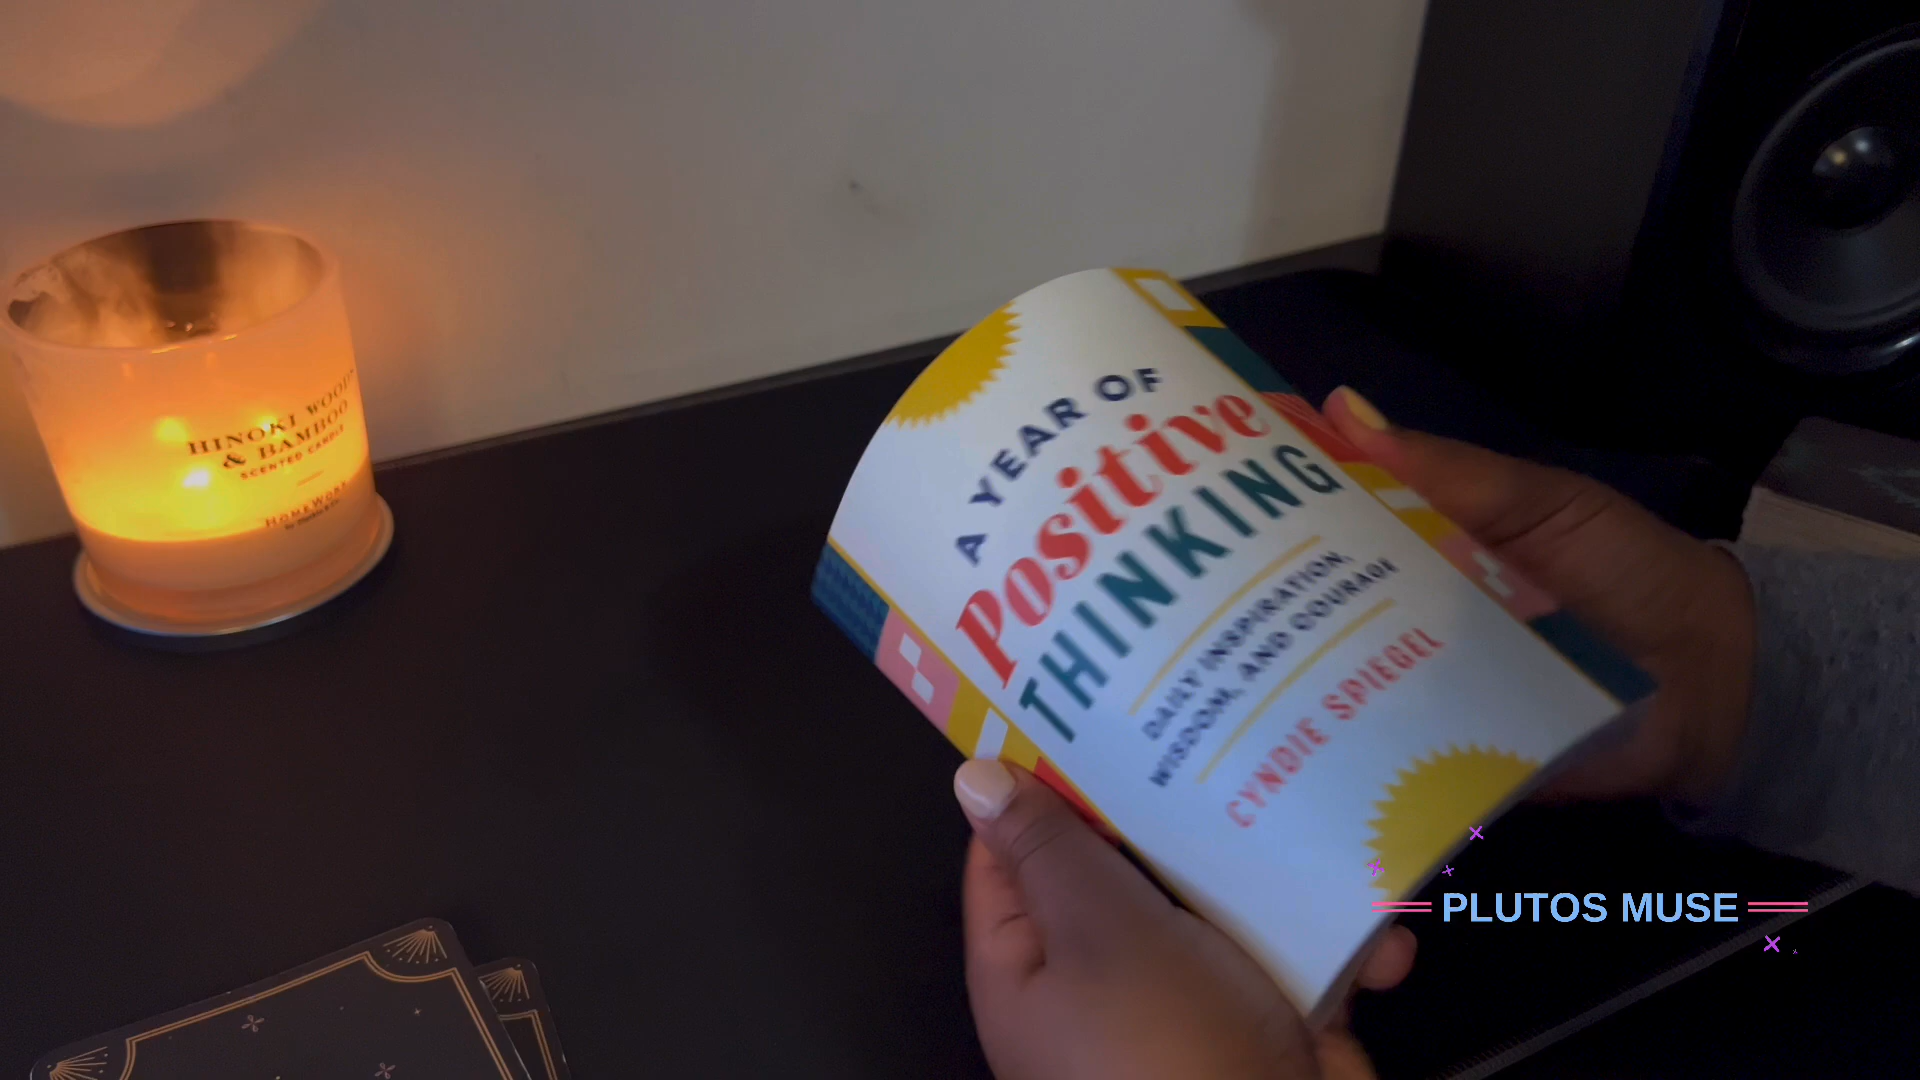 HINOKI WOOD
& BAMBOO
SCENTED CANDLE
HOMEWORX
A YEAR OF
Positive
THINKING
DAILY INSPIRATION,
WISDOM, AND COURAGE
CYNDIE SPIEGEL
PLUTOS MUSE